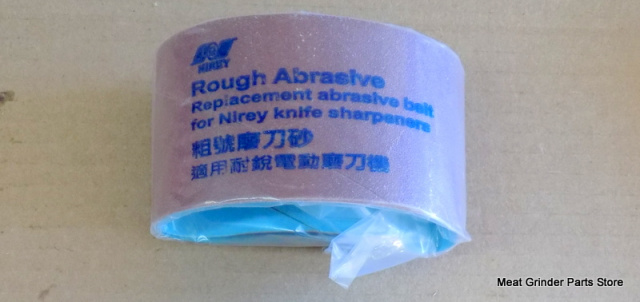 NIREY
Rough Abrasive
Replacement abrasive belt
for Nirey knife sharpeners
粗號磨刀砂
適用耐銳電動磨刀機
Meat Grinder Parts Store